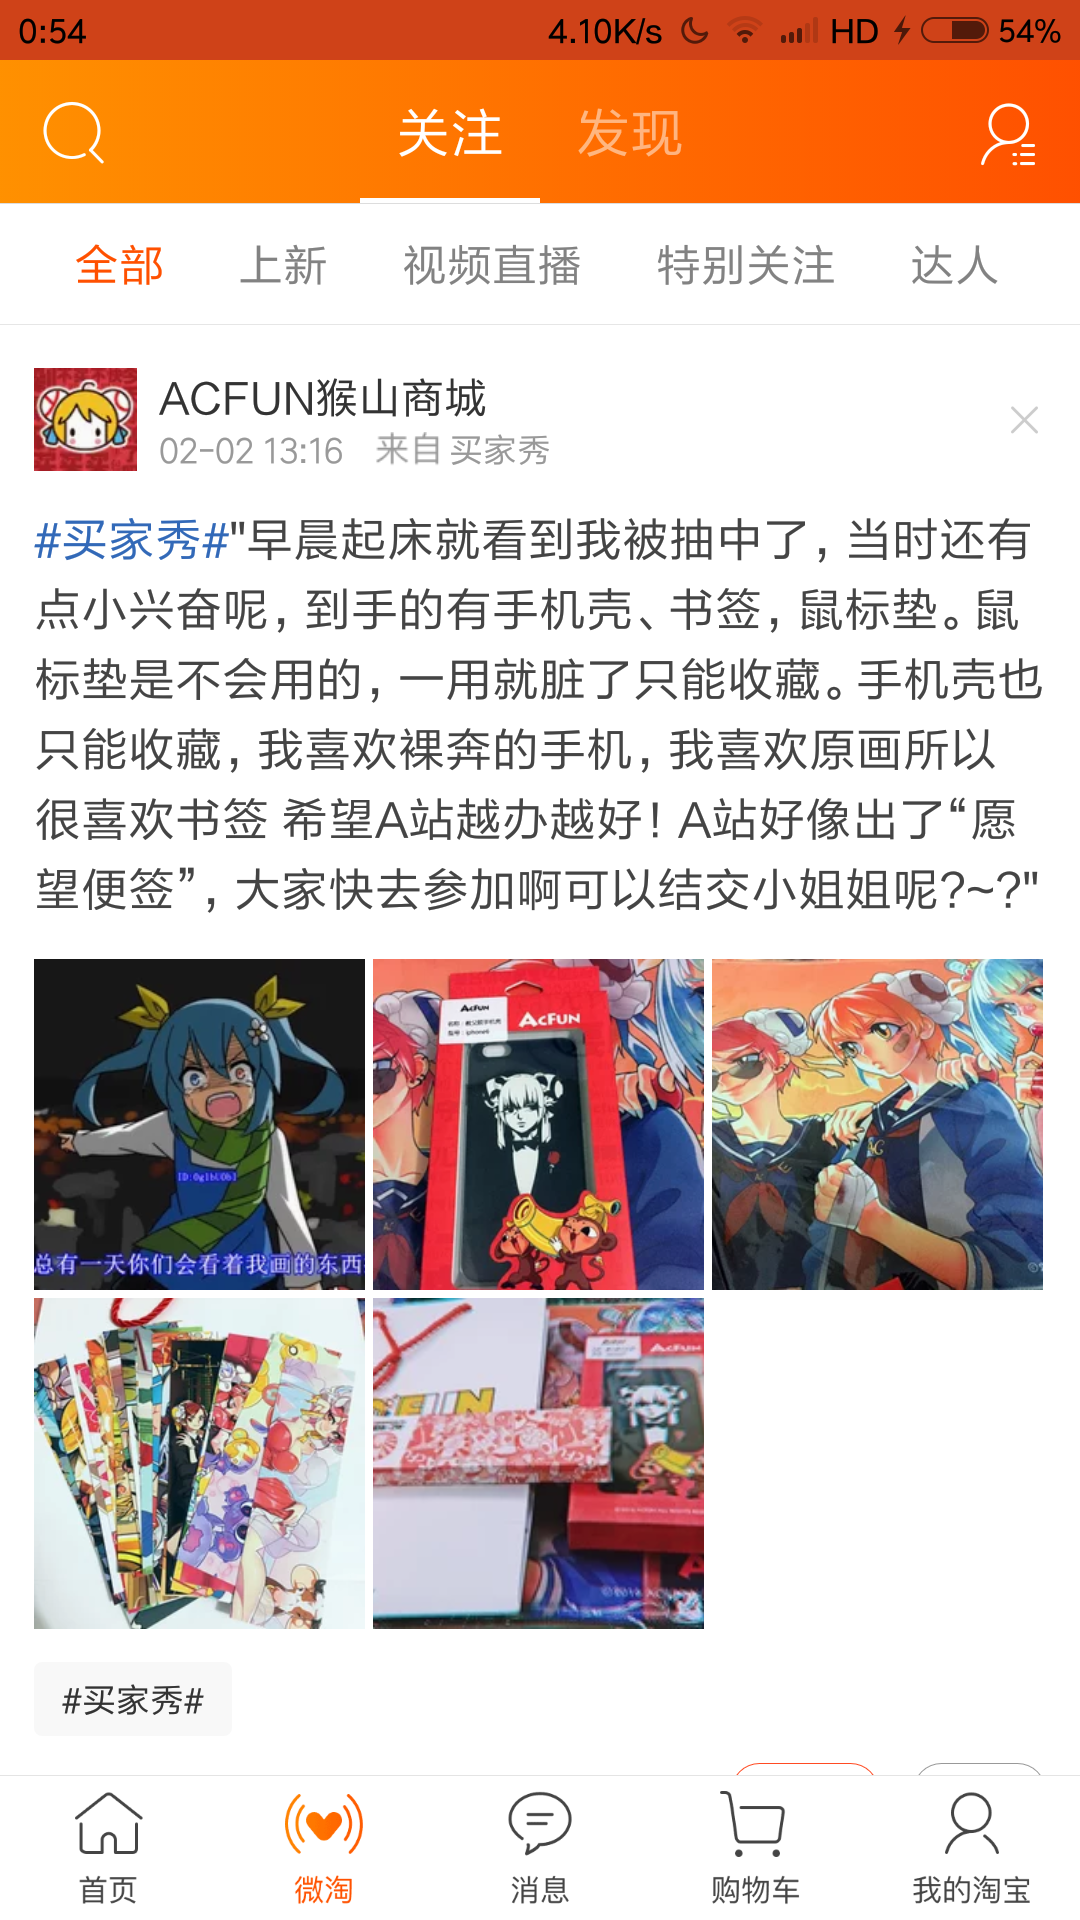 0:54 4.10K/s HD 54%
关注 发现
全部 上新 视频直播 特别关注 达人
ACFUN猴山商城
02-02 13:16 来自 买家秀
#买家秀#"早晨起床就看到我被抽中了，当时还有
点小兴奋呢，到手的有手机壳、书签，鼠标垫。鼠
标垫是不会用的，一用就脏了只能收藏。手机壳也
只能收藏，我喜欢裸奔的手机，我喜欢原画所以
很喜欢书签 希望A站越办越好！A站好像出了“愿
望便签”，大家快去参加啊可以结交小姐姐呢?~?"
总有一天你们会看着我画的东西
ACFUN
ACFUN
ACFUN
#买家秀#
首页 微淘 消息 购物车 我的淘宝